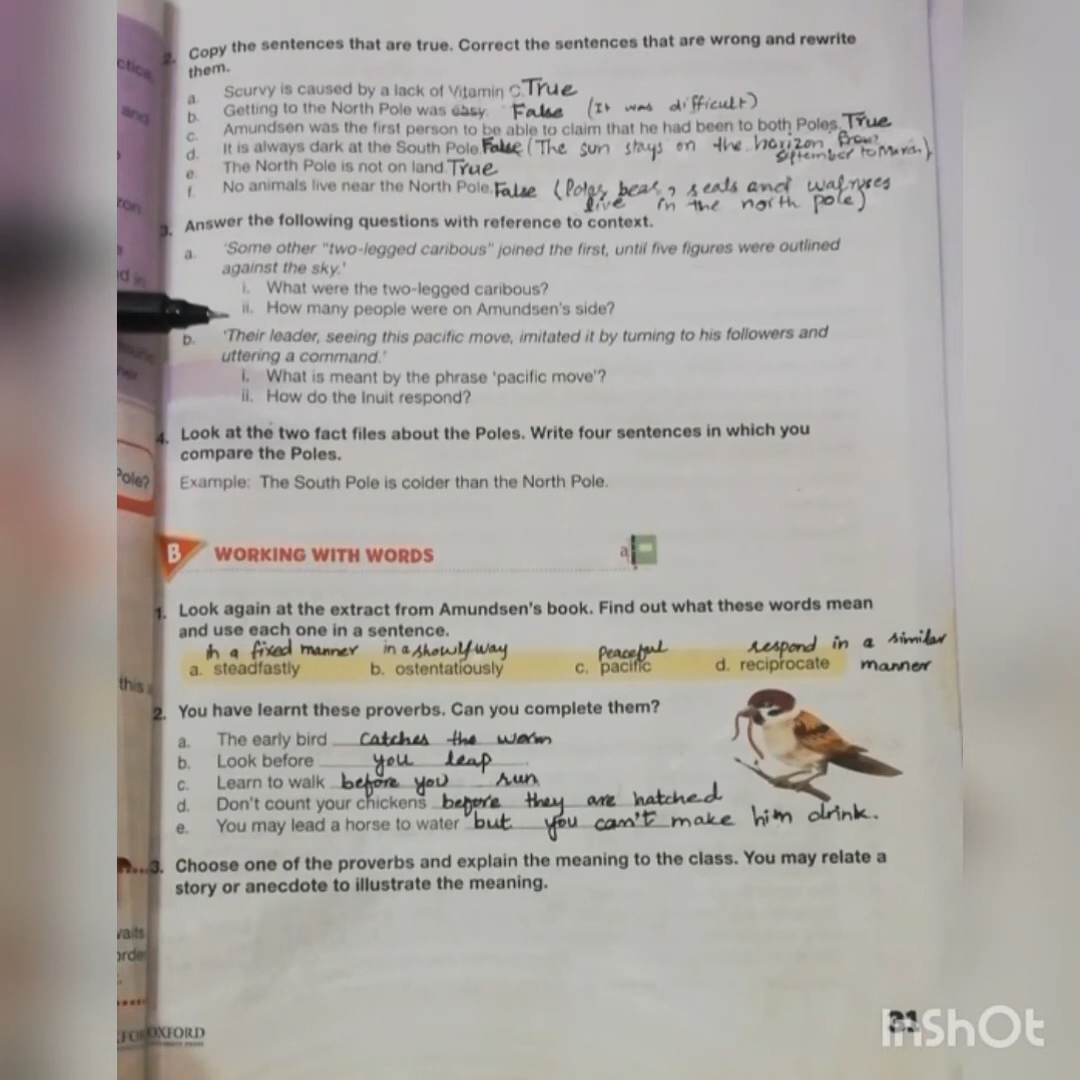 2. Copy the sentences that are true. Correct the sentences that are wrong and rewrite
them.
a. Scurvy is caused by a lack of Vitamin C. True
b. Getting to the North Pole was easy. False (It was difficult)
c. Amundsen was the first person to be able to claim that he had been to both Poles. True
d. It is always dark at the South Pole. False (The sun stays on the horizon from
September to March)
e. The North Pole is not on land. True
f. No animals live near the North Pole. False (Polar bear, seals and walruses
live in the north pole)
3. Answer the following questions with reference to context.
a. 'Some other "two-legged caribous" joined the first, until five figures were outlined
against the sky.'
i. What were the two-legged caribous?
ii. How many people were on Amundsen's side?
b. 'Their leader, seeing this pacific move, imitated it by turning to his followers and
uttering a command.'
i. What is meant by the phrase 'pacific move'?
ii. How do the Inuit respond?
4. Look at the two fact files about the Poles. Write four sentences in which you
compare the Poles.
Pole?
Example: The South Pole is colder than the North Pole.
B WORKING WITH WORDS
1. Look again at the extract from Amundsen's book. Find out what these words mean
and use each one in a sentence.
in a fixed manner in a showly way Peaceful respond in a similar
a. steadfastly b. ostentatiously c. pacific d. reciprocate manner
this
2. You have learnt these proverbs. Can you complete them?
a. The early bird catches the worm
b. Look before you leap.
c. Learn to walk before you run
d. Don't count your chickens before they are hatched
e. You may lead a horse to water but you can't make him drink.
3. Choose one of the proverbs and explain the meaning to the class. You may relate a
story or anecdote to illustrate the meaning.
31
InShOt
OXFORD